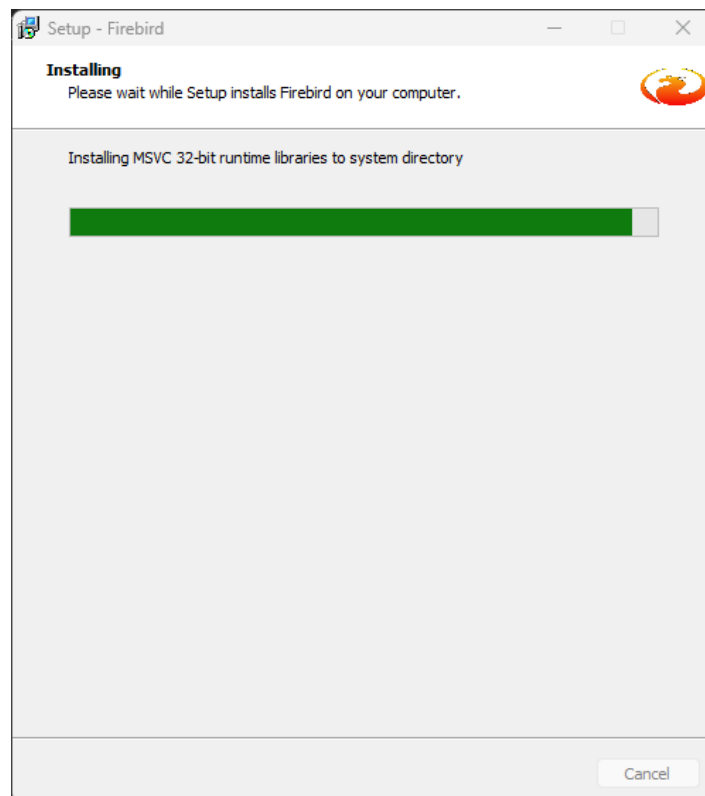 Setup - Firebird
Installing
Please wait while Setup installs Firebird on your computer.
Installing MSVC 32-bit runtime libraries to system directory
Cancel